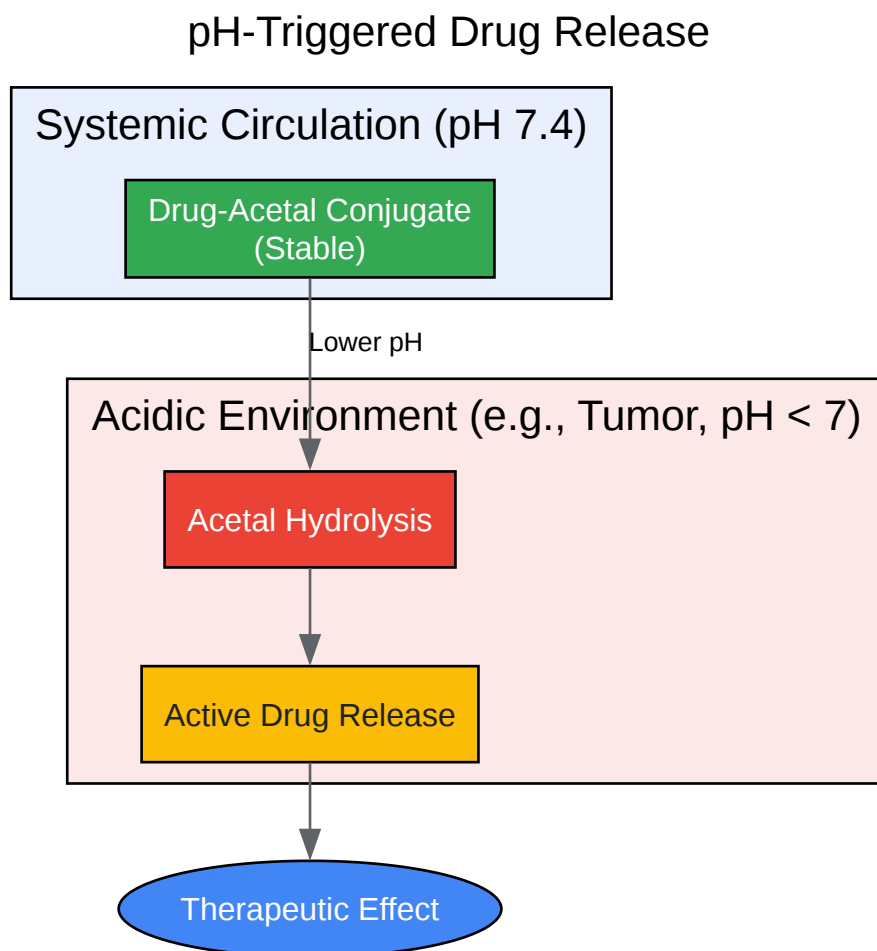 pH-Triggered Drug Release
Systemic Circulation (pH 7.4)
Drug-Acetal Conjugate
(Stable)
Lower pH
Acidic Environment (e.g., Tumor, pH < 7)
Acetal Hydrolysis
Active Drug Release
Therapeutic Effect